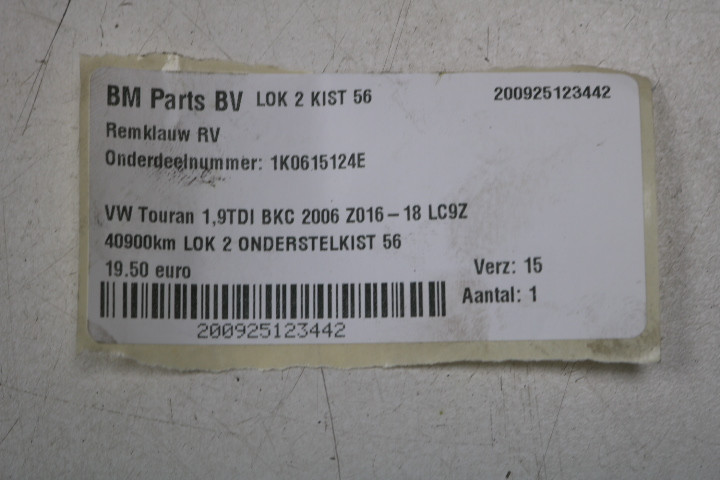 BM Parts BV LOK 2 KIST 56 200925123442
Remklauw RV
Onderdeelnummer: 1K0615124E
VW Touran 1,9TDI BKC 2006 Z016-18 LC9Z
40900km LOK 2 ONDERSTELKIST 56
19.50 euro Verz: 15
Aantal: 1
200925123442